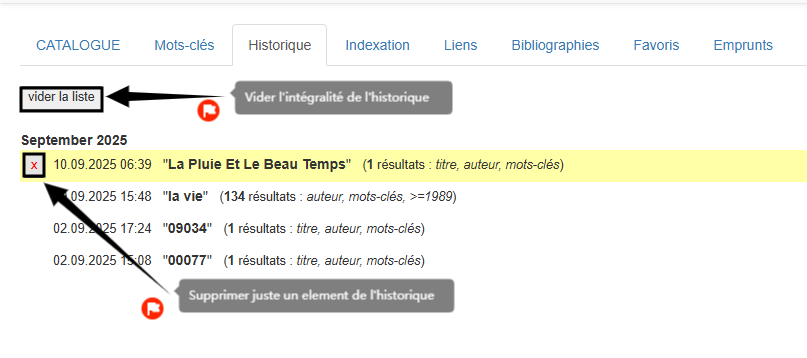 CATALOGUE Mots-clés Historique Indexation Liens Bibliographies Favoris Emprunts
vider la liste
Vider l'intégralité de l'historique
September 2025
x 10.09.2025 06:39 "La Pluie Et Le Beau Temps" (1 résultats : titre, auteur, mots-clés)
.09.2025 15:48 "la vie" (134 résultats : auteur, mots-clés, >=1989)
02.09.2025 17:24 "09034" (1 résultats : titre, auteur, mots-clés)
02.09.2025 15:08 "00077" (1 résultats : titre, auteur, mots-clés)
Supprimer juste un element de l'historique